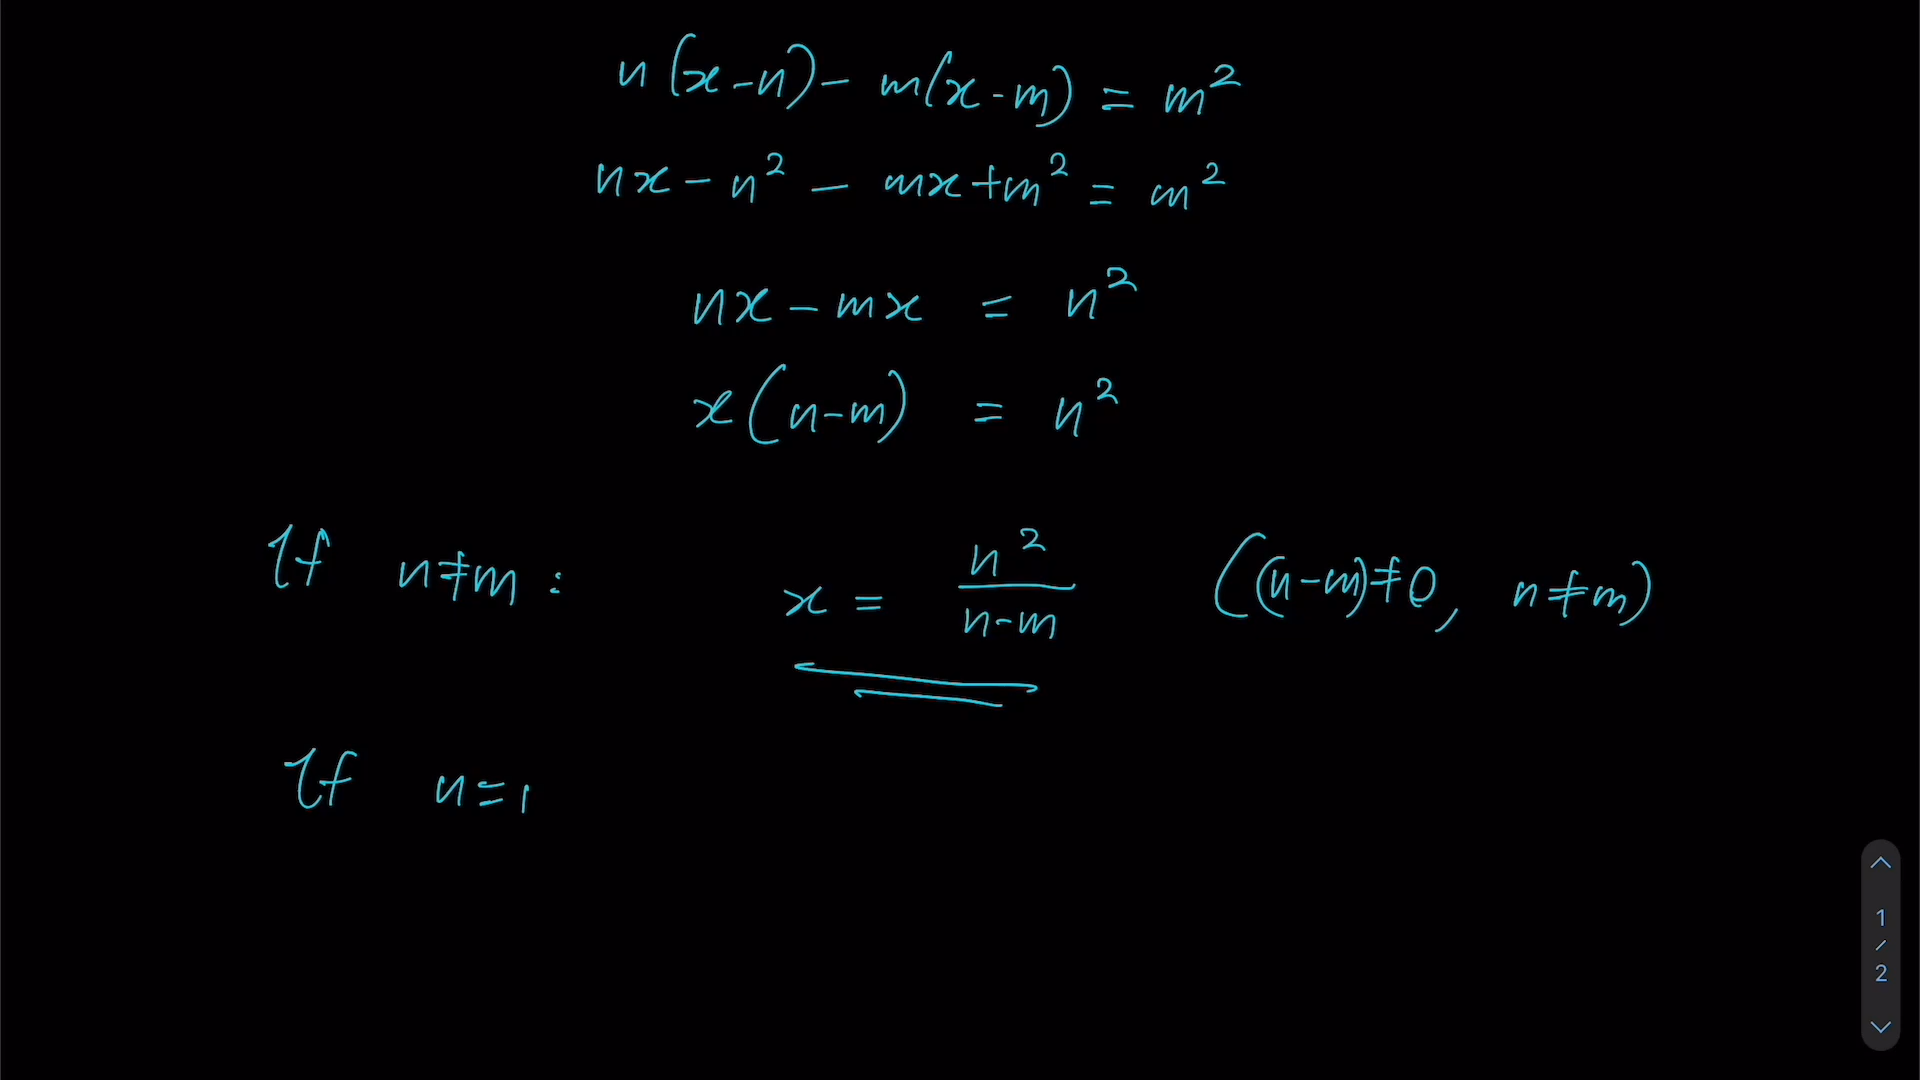 n(x-n)- m(x-m) = m²
nx - n² - mx+m² = m²
nx - mx = n²
x(n-m) = n²
If n≠m : x = n²/n-m ((n-m)≠0, n≠m)
If n=
1
/
2